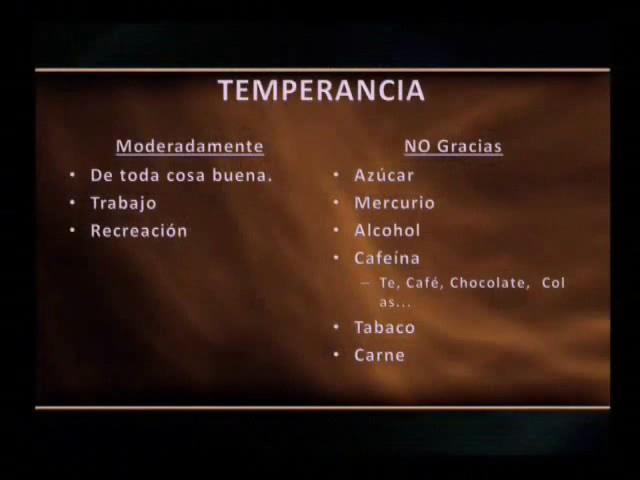 TEMPERANCIA
Moderadamente
• De toda cosa buena.
• Trabajo
• Recreación
NO Gracias
• Azúcar
• Mercurio
• Alcohol
• Cafeína
– Te, Café, Chocolate, Col
as...
• Tabaco
• Carne